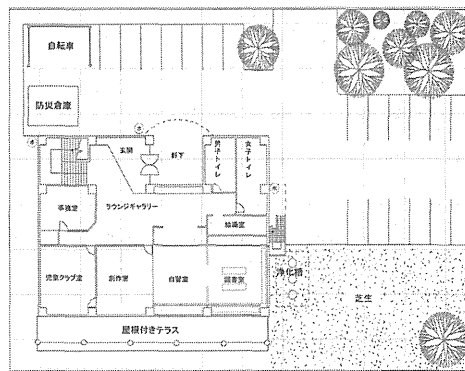 自転車
防災倉庫
玄関
軒下
男子トイレ
女子トイレ
事務室
ラウンジギャラリー
給湯室
児童クラブ室
創作室
自習室
図書室
浄化槽
芝生
屋根付きテラス